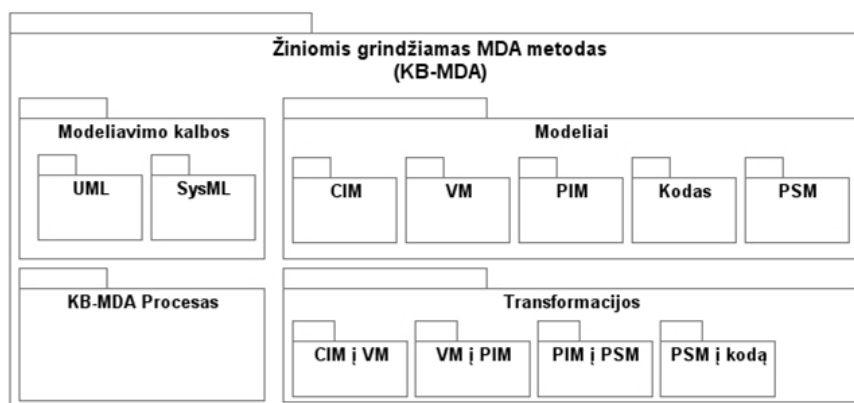 Žiniomis grindžiamas MDA metodas
(KB-MDA)
Modeliavimo kalbos
UML
SysML
Modeliai
CIM
VM
PIM
Kodas
PSM
KB-MDA Procesas
Transformacijos
CIM į VM
VM į PIM
PIM į PSM
PSM į kodą